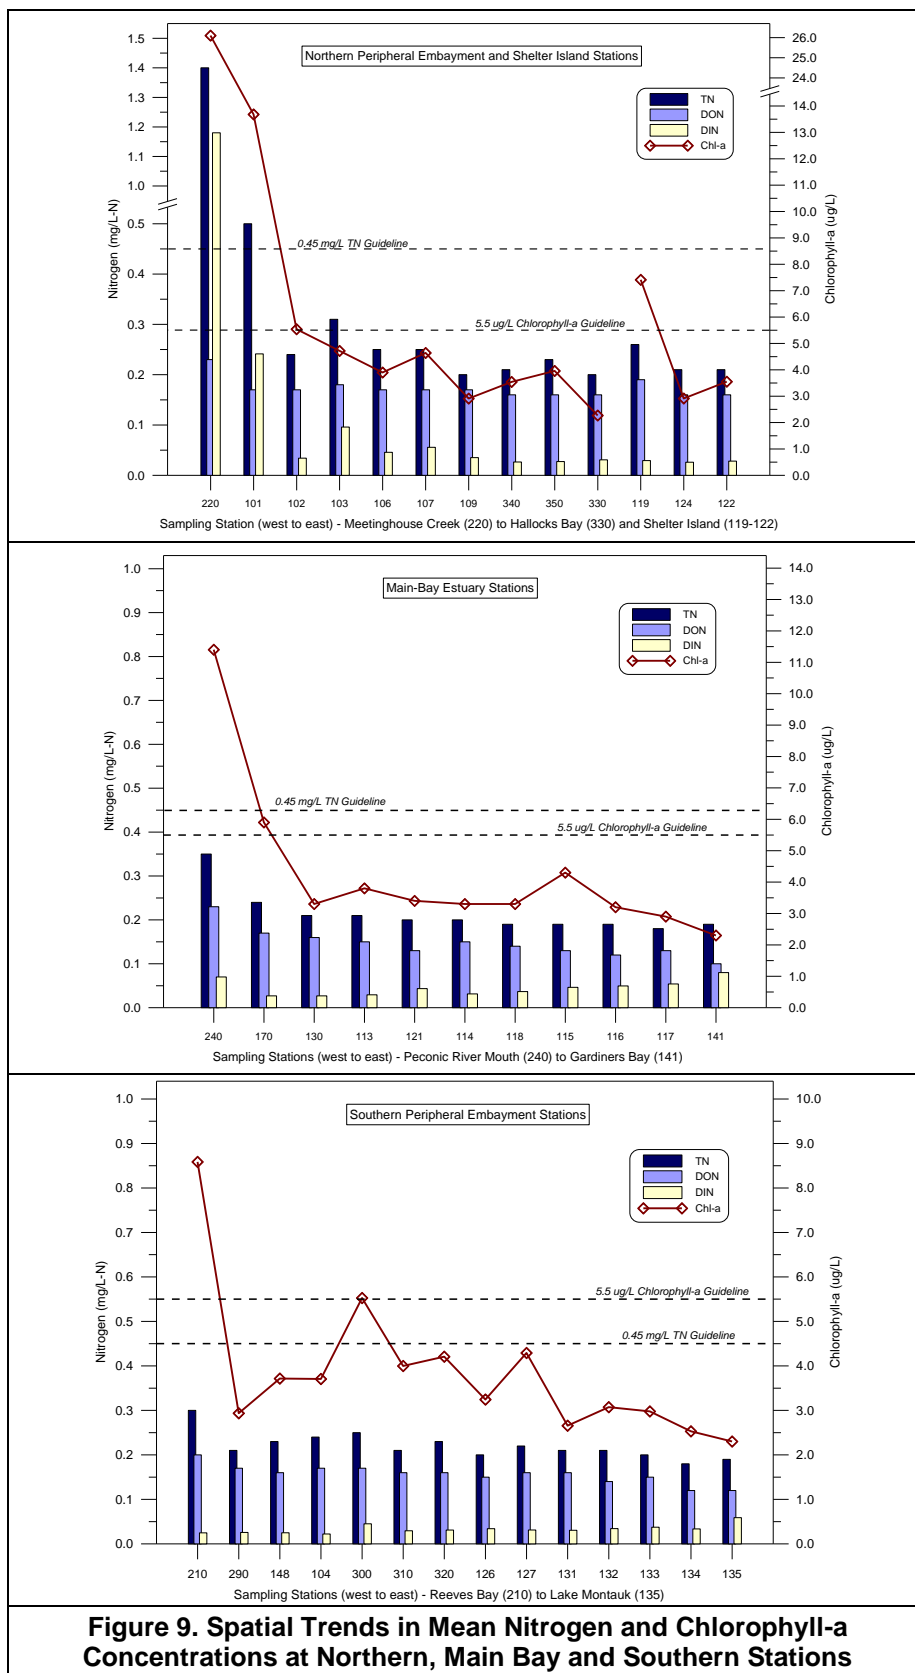 Northern Peripheral Embayment and Shelter Island Stations
TN
DON
DIN
Chl-a
Nitrogen (mg/L-N)
1.5
1.4
1.3
1.2
1.1
1.0
0.5
0.4
0.3
0.2
0.1
0.0
Chlorophyll-a (ug/L)
26.0
25.0
24.0
14.0
13.0
12.0
11.0
10.0
9.0
8.0
7.0
6.0
5.0
4.0
3.0
2.0
1.0
0.0
0.45 mg/L TN Guideline
5.5 ug/L Chlorophyll-a Guideline
220 101 102 103 106 107 109 340 350 330 119 124 122
Sampling Station (west to east) - Meetinghouse Creek (220) to Hallocks Bay (330) and Shelter Island (119-122)
Main-Bay Estuary Stations
TN
DON
DIN
Chl-a
Nitrogen (mg/L-N)
1.0
0.9
0.8
0.7
0.6
0.5
0.4
0.3
0.2
0.1
0.0
Chlorophyll-a (ug/L)
14.0
13.0
12.0
11.0
10.0
9.0
8.0
7.0
6.0
5.0
4.0
3.0
2.0
1.0
0.0
0.45 mg/L TN Guideline
5.5 ug/L Chlorophyll-a Guideline
240 170 130 113 121 114 118 115 116 117 141
Sampling Stations (west to east) - Peconic River Mouth (240) to Gardiners Bay (141)
Southern Peripheral Embayment Stations
TN
DON
DIN
Chl-a
Nitrogen (mg/L-N)
1.0
0.9
0.8
0.7
0.6
0.5
0.4
0.3
0.2
0.1
0.0
Chlorophyll-a (ug/L)
10.0
9.0
8.0
7.0
6.0
5.0
4.0
3.0
2.0
1.0
0.0
5.5 ug/L Chlorophyll-a Guideline
0.45 mg/L TN Guideline
210 290 148 104 300 310 320 126 127 131 132 133 134 135
Sampling Stations (west to east) - Reeves Bay (210) to Lake Montauk (135)
Figure 9. Spatial Trends in Mean Nitrogen and Chlorophyll-a
Concentrations at Northern, Main Bay and Southern Stations